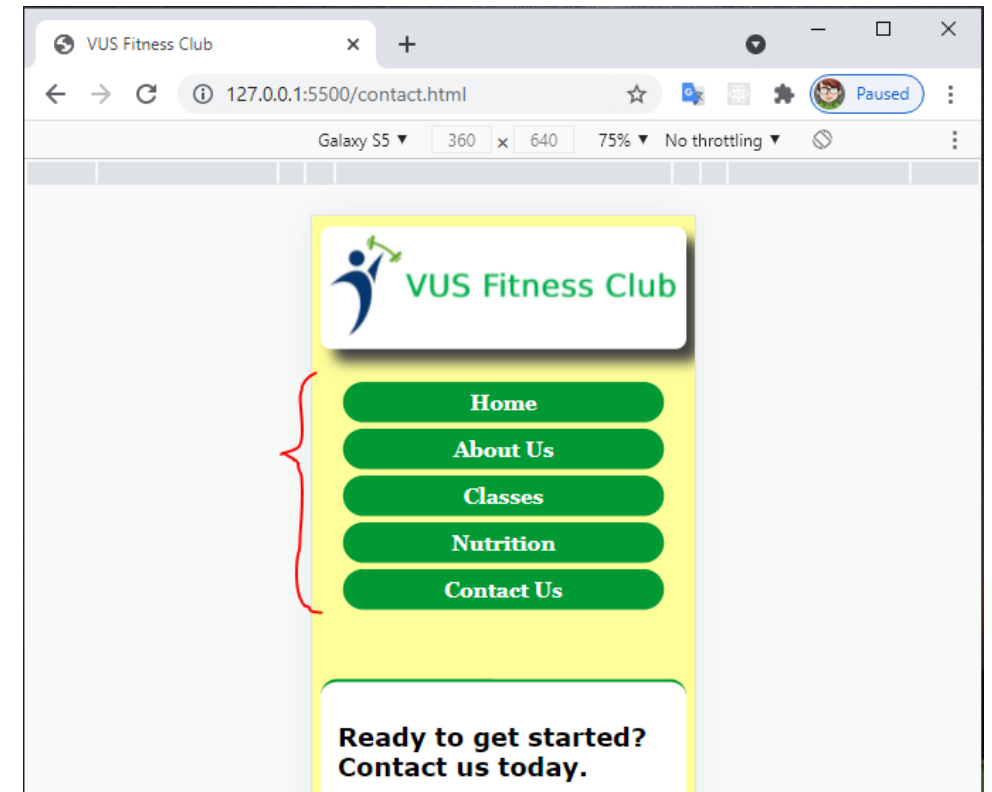 VUS Fitness Club
127.0.0.1:5500/contact.html
Paused
Galaxy S5 ▼ 360 x 640 75% ▼ No throttling ▼
VUS Fitness Club
Home
About Us
Classes
Nutrition
Contact Us
Ready to get started?
Contact us today.